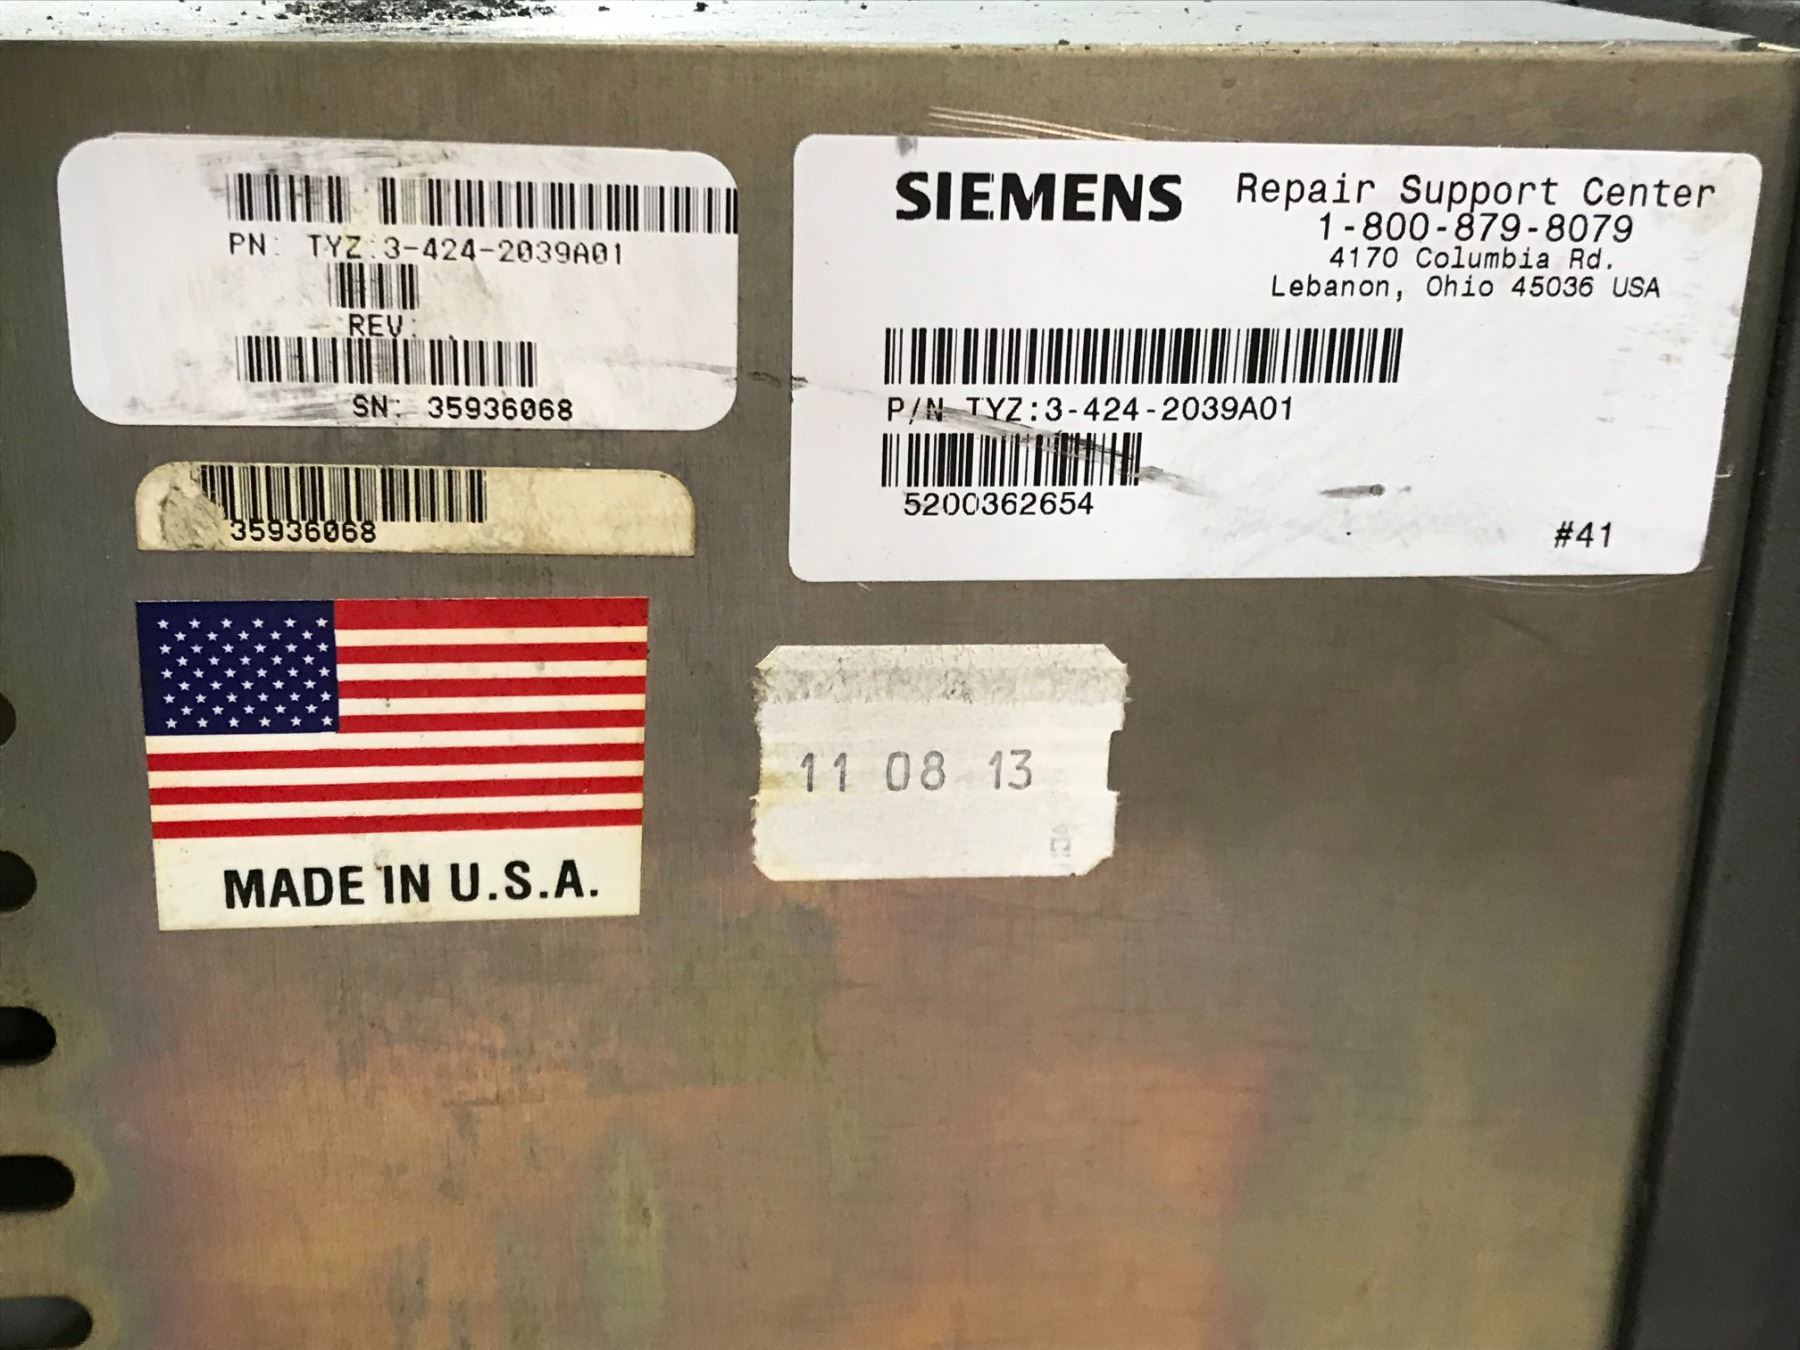 PN: TYZ:3-424-2039A01
REV:
SN: 35936068
35936068
MADE IN U.S.A.
SIEMENS
Repair Support Center
1-800-879-8079
4170 Columbia Rd.
Lebanon, Ohio 45036 USA
P/N TYZ:3-424-2039A01
5200362654
#41
11 08 13